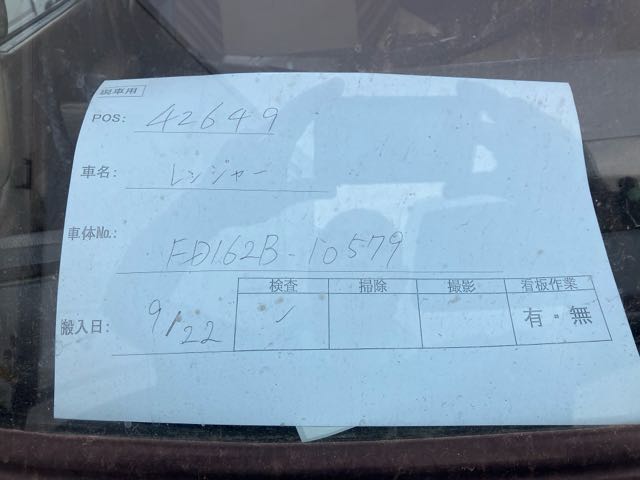 現車用
POS: 42649
車名: レンジャー
車体No.: FD162B-10579
検査 掃除 撮影 看板作業
搬入日: 9/22 ✓ 有・無